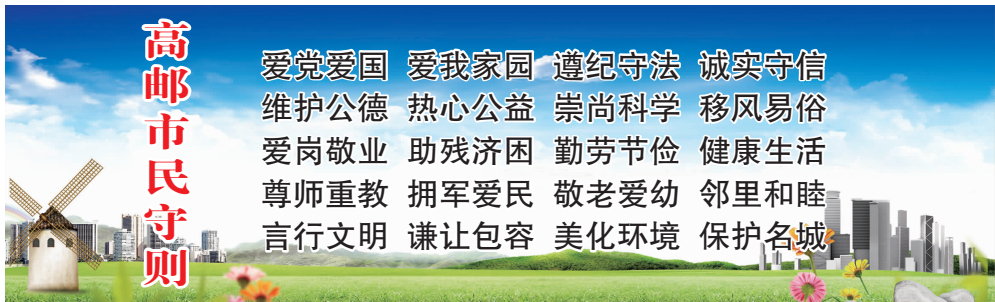 高邮市民守则
爱党爱国 爱我家园 遵纪守法 诚实守信
维护公德 热心公益 崇尚科学 移风易俗
爱岗敬业 助残济困 勤劳节俭 健康生活
尊师重教 拥军爱民 敬老爱幼 邻里和睦
言行文明 谦让包容 美化环境 保护名城